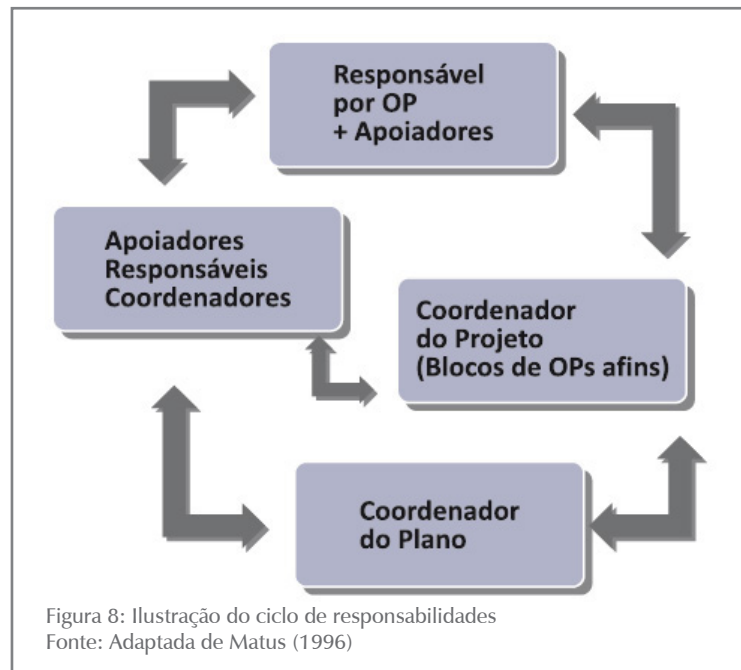 Responsável
por OP
+ Apoiadores
Apoiadores
Responsáveis
Coordenadores
Coordenador
do Projeto
(Blocos de OPs afins)
Coordenador
do Plano
Figura 8: Ilustração do ciclo de responsabilidades
Fonte: Adaptada de Matus (1996)